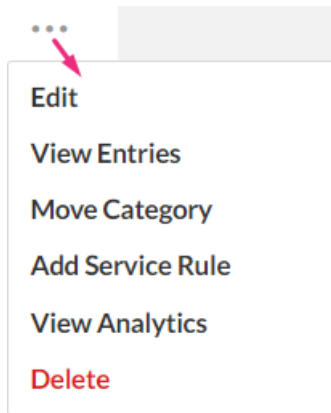 Edit
View Entries
Move Category
Add Service Rule
View Analytics
Delete